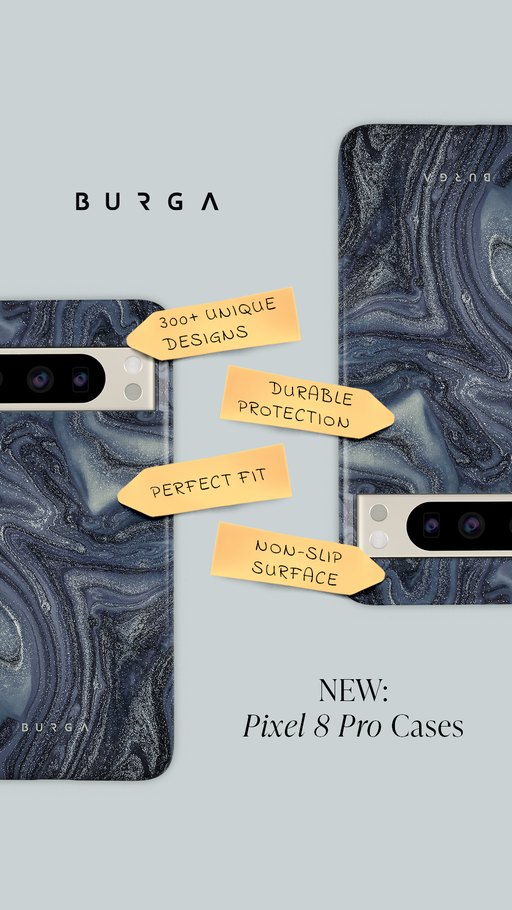 BURGA
BURGA
300+ UNIQUE
DESIGNS
DURABLE
PROTECTION
PERFECT FIT
NON-SLIP
SURFACE
NEW:
Pixel 8 Pro Cases
BURGA